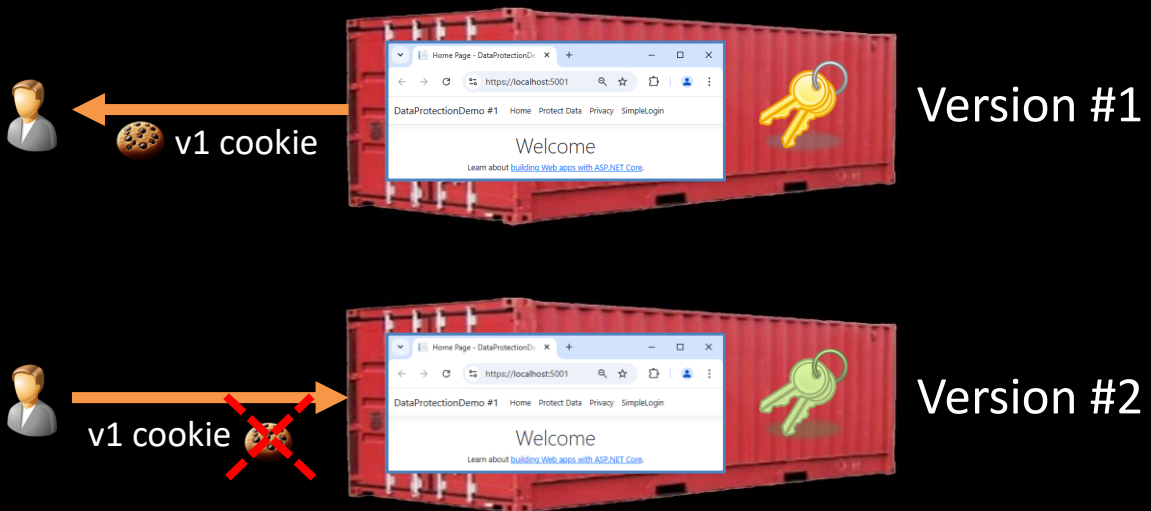 Home Page - DataProtectionDe
https://localhost:5001
DataProtectionDemo #1 Home Protect Data Privacy SimpleLogin
Welcome
Learn about building Web apps with ASP.NET Core.
v1 cookie
Version #1
Home Page - DataProtectionDe
https://localhost:5001
DataProtectionDemo #1 Home Protect Data Privacy SimpleLogin
Welcome
Learn about building Web apps with ASP.NET Core.
v1 cookie
Version #2